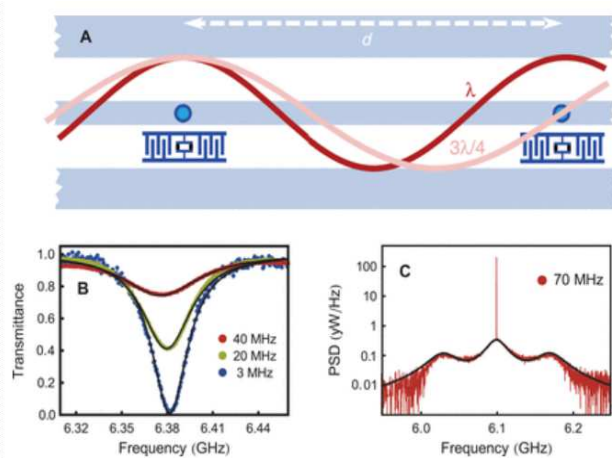 A
d
λ
3λ/4
B
Transmittance
1.0
0.8
0.6
0.4
0.2
0.0
40 MHz
20 MHz
3 MHz
6.32 6.35 6.38 6.41 6.44
Frequency (GHz)
C
PSD (yW/Hz)
100
10
1
0.1
0.01
70 MHz
6.0 6.1 6.2
Frequency (GHz)